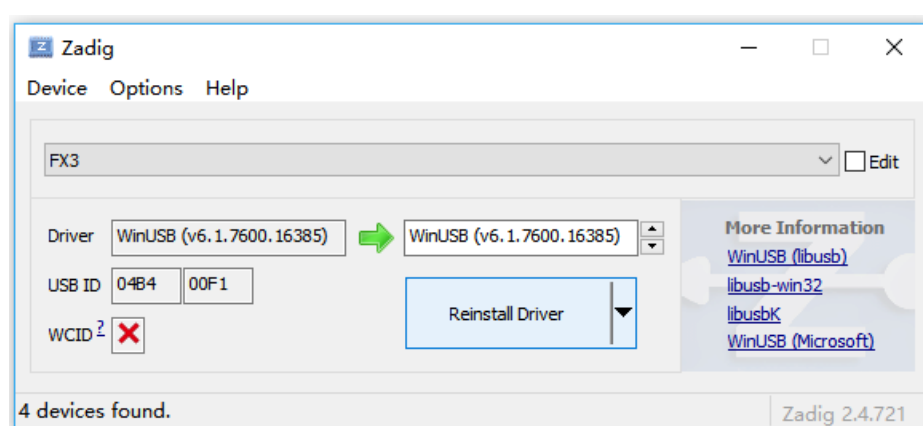 Zadig
Device Options Help
FX3
Edit
Driver WinUSB (v6.1.7600.16385) WinUSB (v6.1.7600.16385)
USB ID 04B4 00F1
WCID ?
Reinstall Driver
More Information
WinUSB (libusb)
libusb-win32
libusbK
WinUSB (Microsoft)
4 devices found.
Zadig 2.4.721